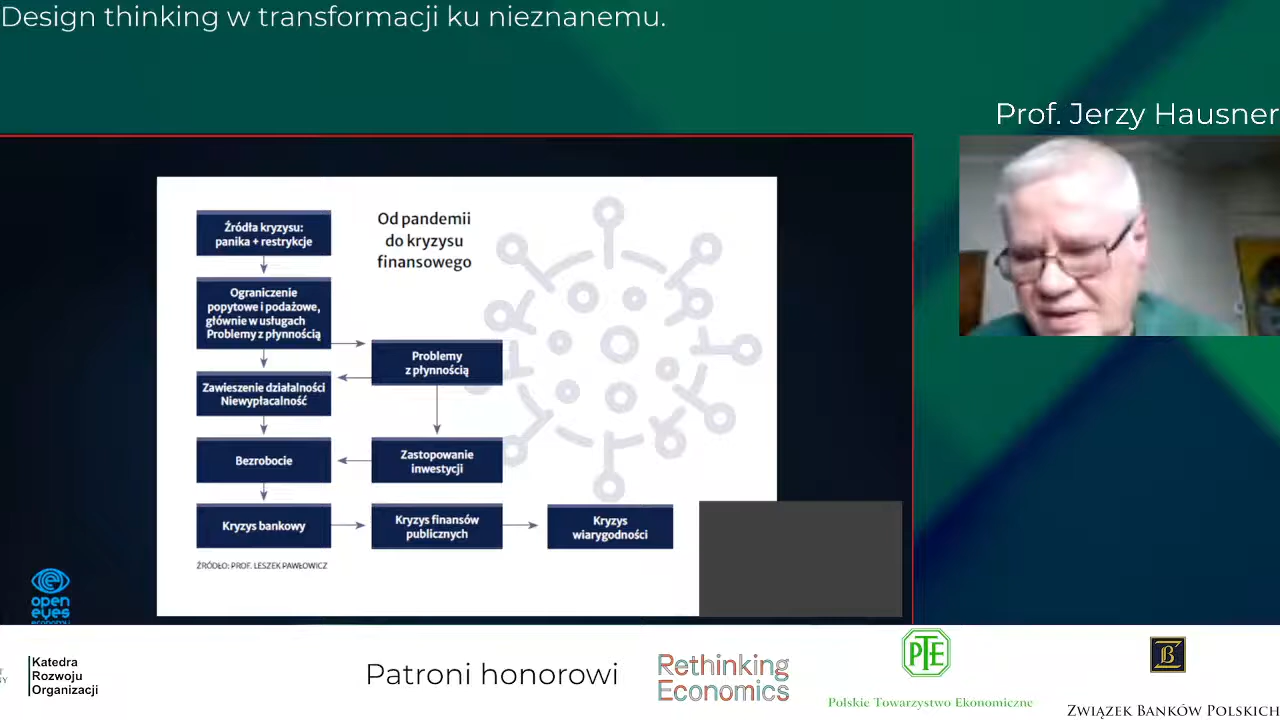 Design thinking w transformacji ku nieznanemu.
Prof. Jerzy Hausner
Od pandemii
do kryzysu
finansowego
Źródła kryzysu:
panika + restrykcje
Ograniczenie
popytowe i podażowe,
głównie w usługach
Problemy z płynnością
Problemy
z płynnością
Zawieszenie działalności
Niewypłacalność
Bezrobocie
Zastopowanie
inwestycji
Kryzys bankowy
Kryzys finansów
publicznych
Kryzys
wiarygodności
ŹRÓDŁO: PROF. LESZEK PAWŁOWICZ
open
eyes
economy
Katedra
Rozwoju
Organizacji
Patroni honorowi
Rethinking
Economics
PTE
Polskie Towarzystwo Ekonomiczne
B
Związek Banków Polskich